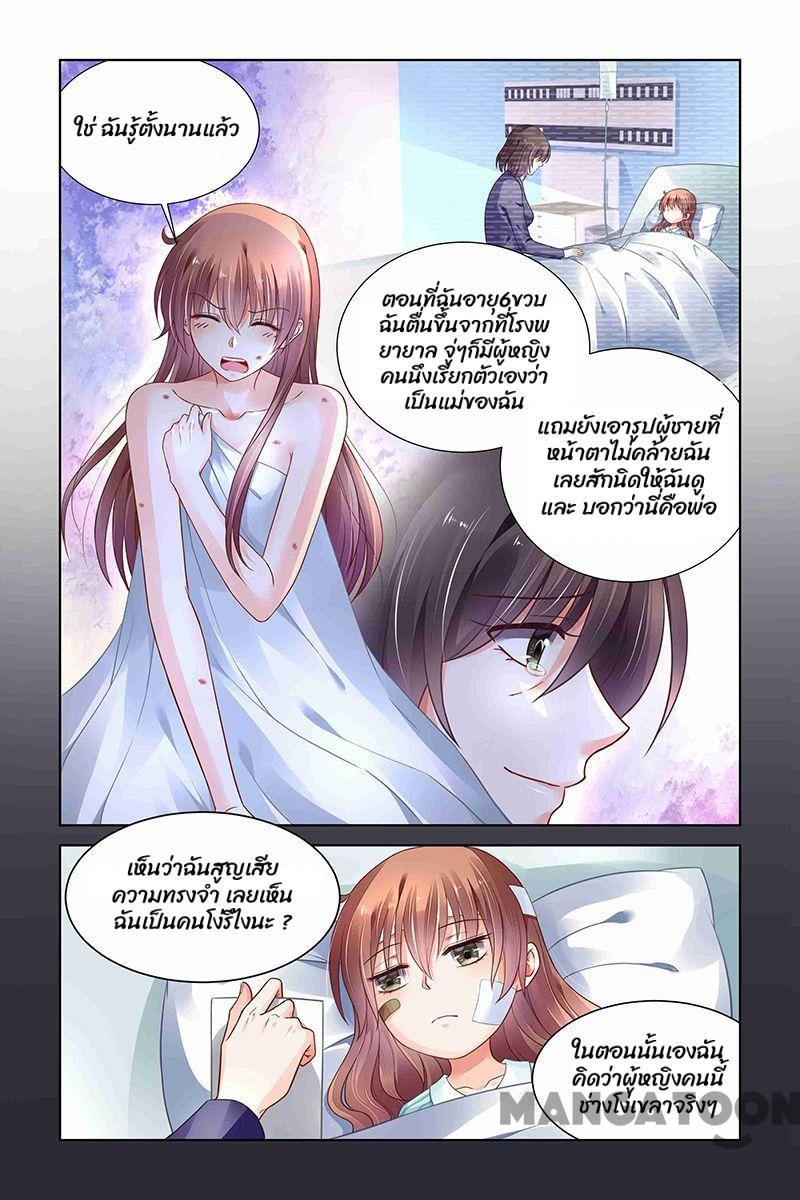 ใช่ ฉันรู้ตั้งนานแล้ว
ตอนที่ฉันอายุ6ขวบ
ฉันตื่นขึ้นจากที่โรงพ
ยายาล จู่ๆก็มีผู้หญิง
คนนึงเรียกตัวเองว่า
เป็นแม่ของฉัน
แถมยังเอารูปผู้ชายที่
หน้าตาไม่คล้ายฉัน
เลยสักนิดให้ฉันดู
และ บอกว่านี่คือพ่อ
เห็นว่าฉันสูญเสีย
ความทรงจำ เลยเห็น
ฉันเป็นคนโง่รึไงนะ ?
ในตอนนั้นเองฉัน
คิดว่าผู้หญิงคนนี้
ช่างโง่เขลาจริงๆ
MANGATOON